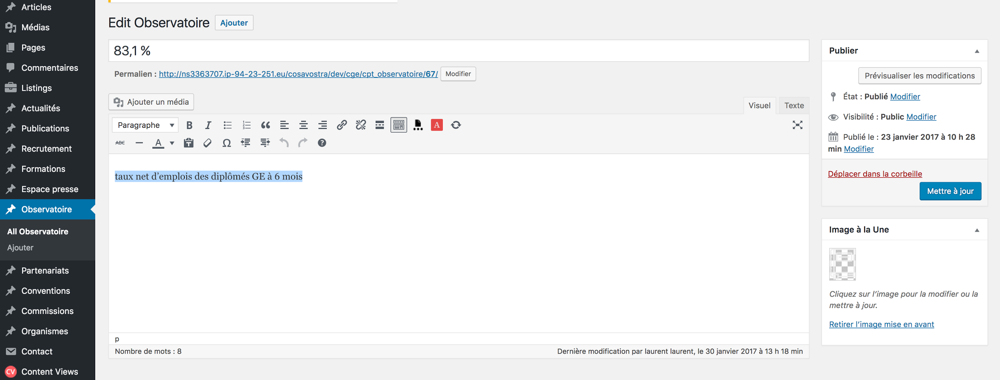 Articles
Médias
Pages
Commentaires
Listings
Actualités
Publications
Recrutement
Formations
Espace presse
Observatoire
All Observatoire
Ajouter
Partenariats
Conventions
Commissions
Organismes
Contact
CV Content Views
Edit Observatoire Ajouter
83,1 %
Permalien : http://ns3363707.ip-94-23-251.eu/cosavostra/dev/cge/cpt_observatoire/67/ Modifier
Ajouter un média
Visuel Texte
Paragraphe
taux net d’emplois des diplômés GE à 6 mois
p
Nombre de mots : 8
Dernière modification par laurent laurent, le 30 janvier 2017 à 13 h 18 min
Publier
Prévisualiser les modifications
État : Publié Modifier
Visibilité : Public Modifier
Publié le : 23 janvier 2017 à 10 h 28
min Modifier
Déplacer dans la corbeille
Mettre à jour
Image à la Une
Cliquez sur l’image pour la modifier ou la
mettre à jour.
Retirer l’image mise en avant